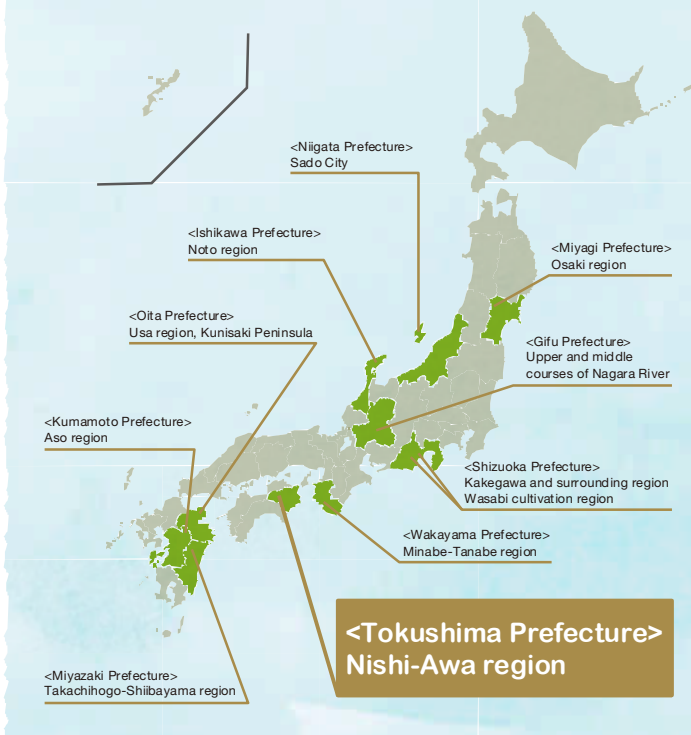 <Niigata Prefecture>
Sado City
<Ishikawa Prefecture>
Noto region
<Miyagi Prefecture>
Osaki region
<Oita Prefecture>
Usa region, Kunisaki Peninsula
<Gifu Prefecture>
Upper and middle
courses of Nagara River
<Kumamoto Prefecture>
Aso region
<Shizuoka Prefecture>
Kakegawa and surrounding region
Wasabi cultivation region
<Wakayama Prefecture>
Minabe-Tanabe region
<Tokushima Prefecture>
Nishi-Awa region
<Miyazaki Prefecture>
Takachihogo-Shiibayama region